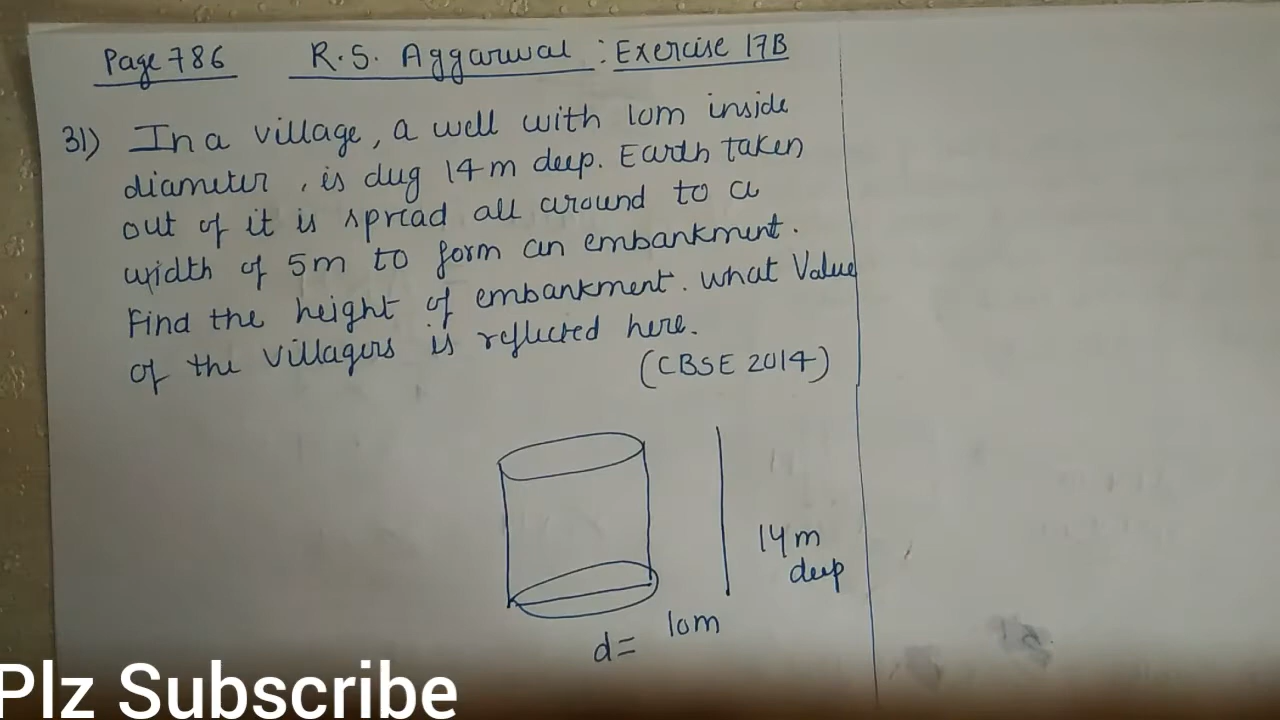 Page 786 R.S. Aggarwal : Exercise 17B
31) In a village, a well with 10m inside
diameter, is dug 14m deep. Earth taken
out of it is spread all around to a
width of 5m to form an embankment.
Find the height of embankment. what Value
of the villagers is reflected here.
(CBSE 2014)
14m
deep
d= 10m
Plz Subscribe